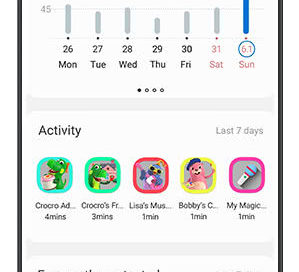 45
26 27 28 29 30 31 6.1
Mon Tue Wed Thu Fri Sat Sun
Activity Last 7 days
Crocro Ad... Crocro's Fr... Lisa's Mus... Bobby's C... My Magic...
4mins 3mins 1min 1min 1min